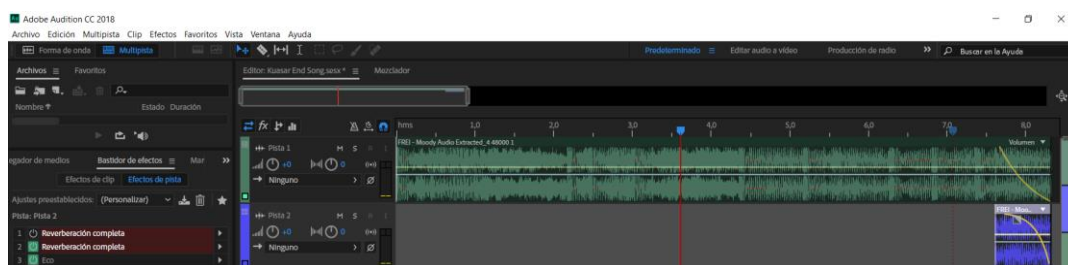 Adobe Audition CC 2018
Archivo Edición Multipista Clip Efectos Favoritos Vista Ventana Ayuda
Forma de onda Multipista Predeterminado Editar audio a vídeo Producción de radio Buscar en la Ayuda
Archivos Favoritos Editor: Kuasar End Song.sesx * Mezclador
Nombre Estado Duración
fx hms 1,0 2,0 3,0 4,0 5,0 6,0 7,0 8,0
Pista 1 M S FREI - Moody Audio Extracted_4 48000 1 Volumen
+0 0
Ninguno
egador de medios Bastidor de efectos Mar
Efectos de clip Efectos de pista
Ajustes preestablecidos: (Personalizar)
Pista: Pista 2 Pista 2 M S FREI - Moo...
1 Reverberación completa +0 0
2 Reverberación completa Ninguno
3 Eco